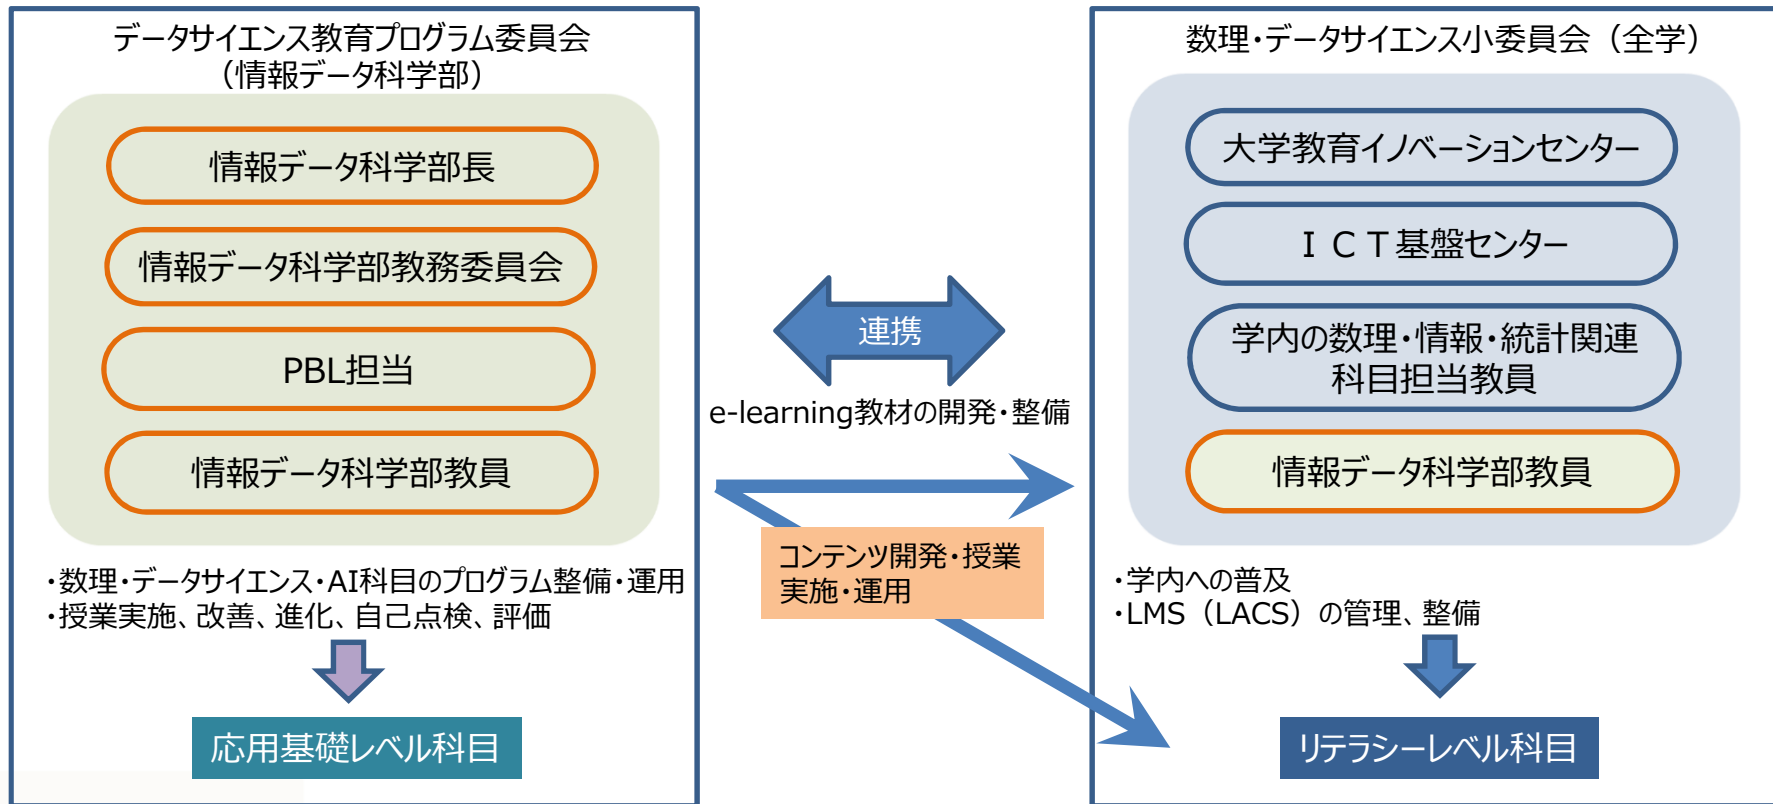 データサイエンス教育プログラム委員会
（情報データ科学部）
情報データ科学部長
情報データ科学部教務委員会
PBL担当
情報データ科学部教員
・数理・データサイエンス・AI科目のプログラム整備・運用
・授業実施、改善、進化、自己点検、評価
応用基礎レベル科目
連携
e-learning教材の開発・整備
コンテンツ開発・授業
実施・運用
数理・データサイエンス小委員会（全学）
大学教育イノベーションセンター
ＩＣＴ基盤センター
学内の数理・情報・統計関連
科目担当教員
情報データ科学部教員
・学内への普及
・LMS（LACS）の管理、整備
リテラシーレベル科目